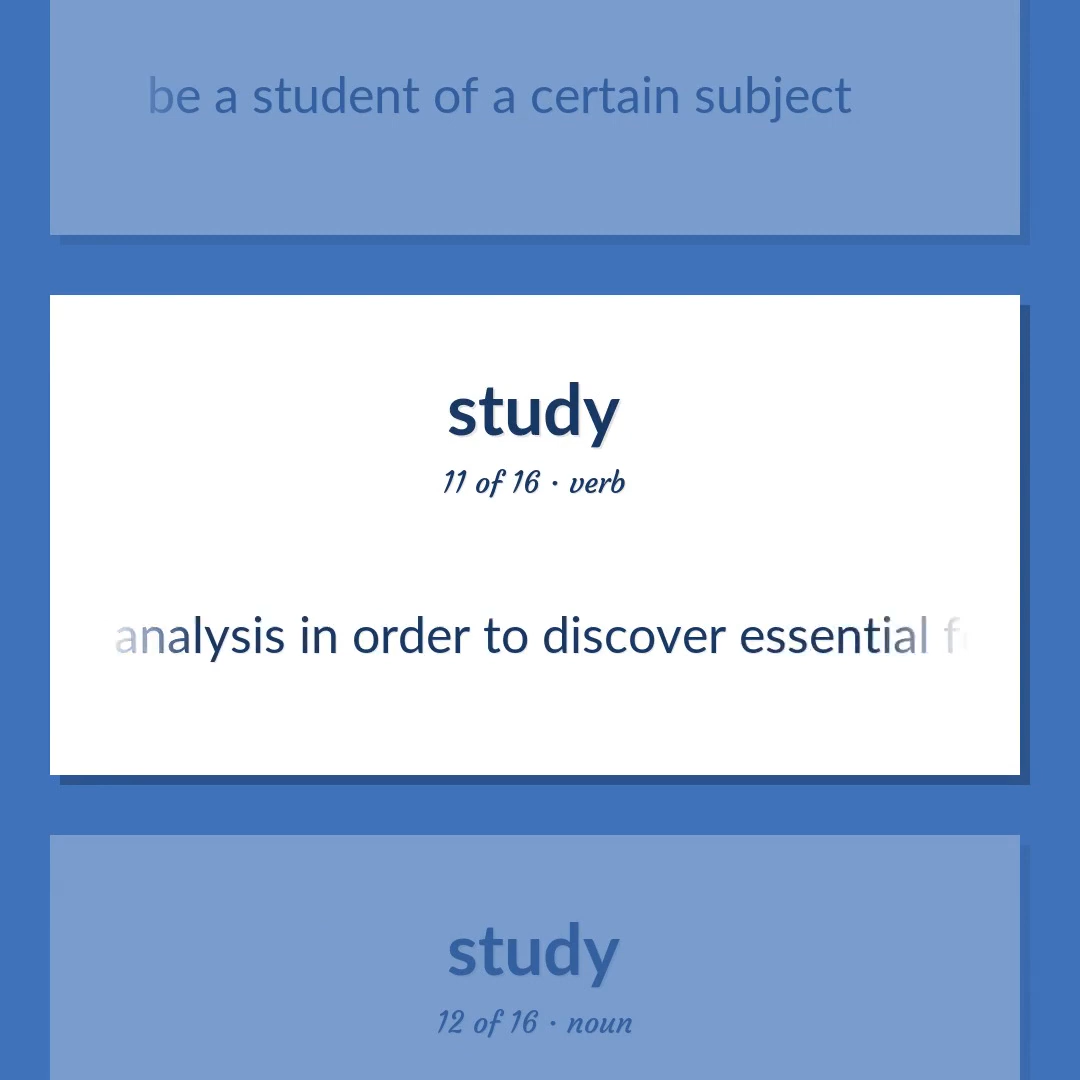 be a student of a certain subject
study
11 of 16 · verb
analysis in order to discover essential
study
12 of 16 · noun